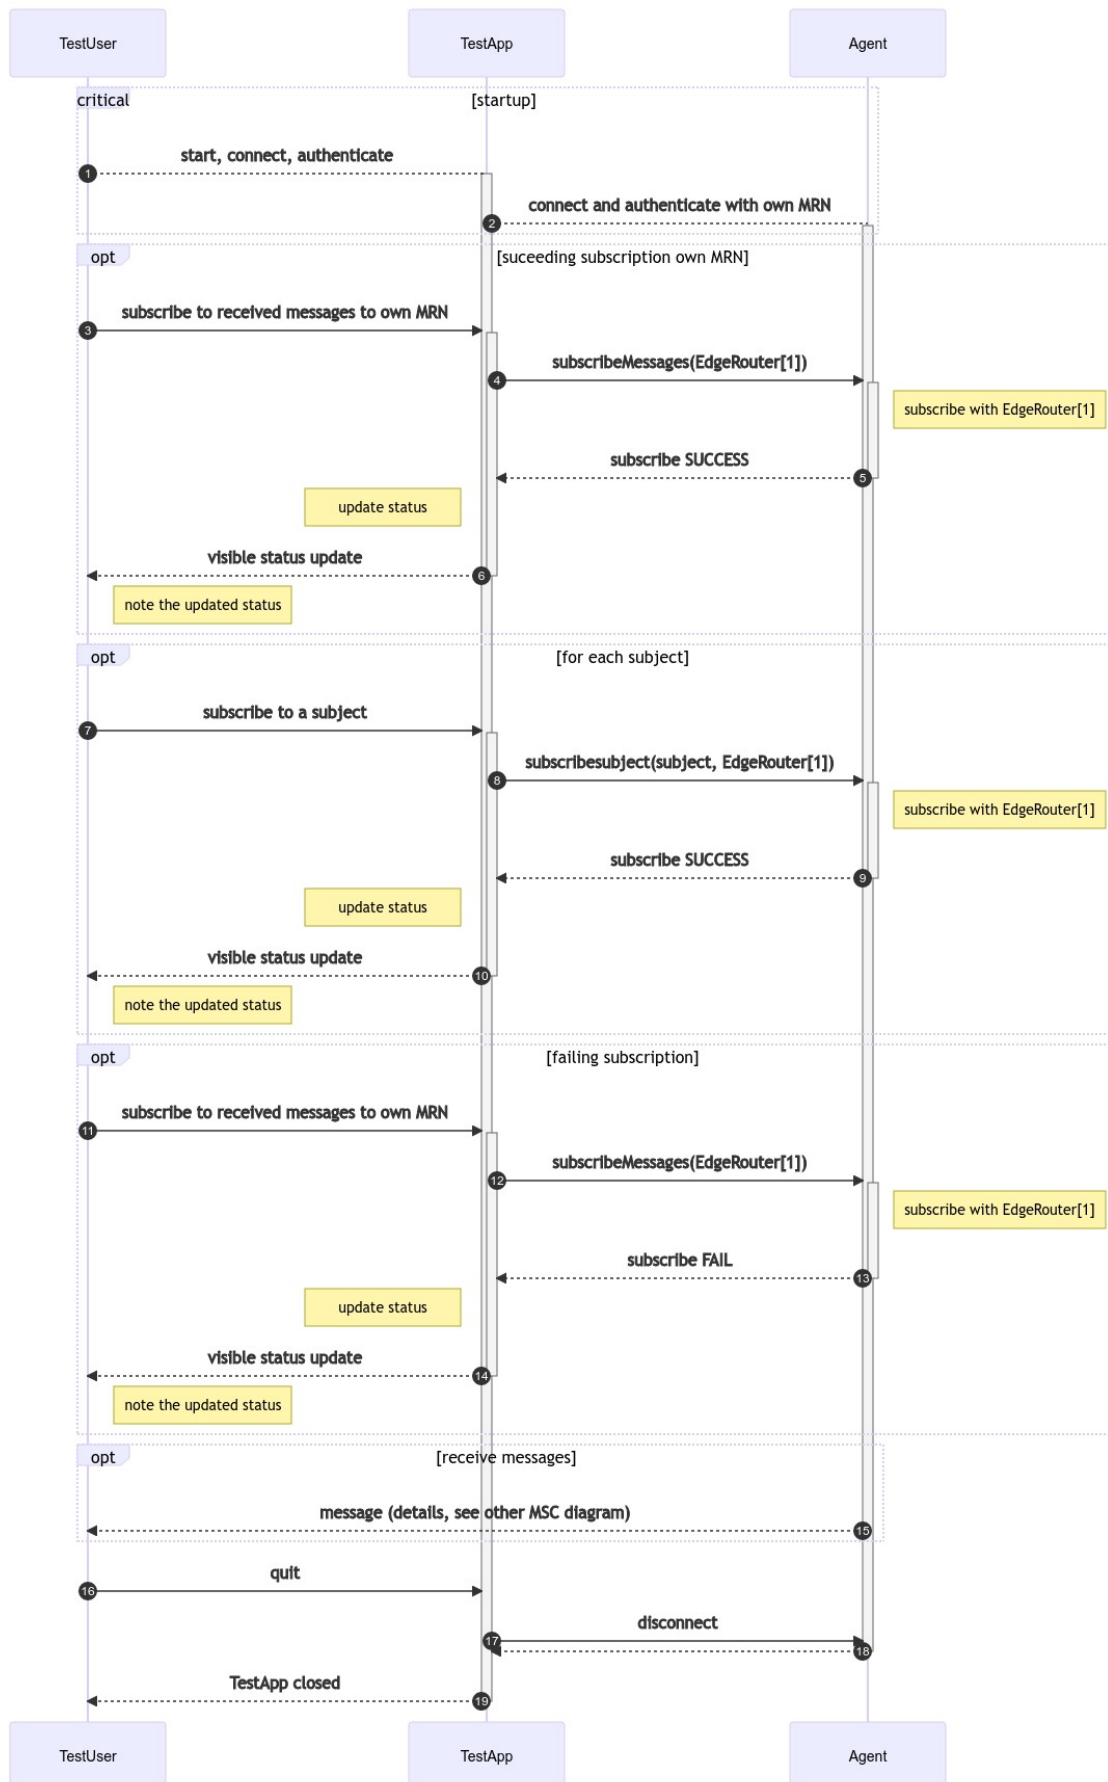 TestUser
TestApp
Agent
critical
[startup]
start, connect, authenticate
1
connect and authenticate with own MRN
2
opt
[suceeding subscription own MRN]
subscribe to received messages to own MRN
3
subscribeMessages(EdgeRouter[1])
4
subscribe with EdgeRouter[1]
subscribe SUCCESS
5
update status
visible status update
6
note the updated status
opt
[for each subject]
subscribe to a subject
7
subscribesubject(subject, EdgeRouter[1])
8
subscribe with EdgeRouter[1]
subscribe SUCCESS
9
update status
visible status update
10
note the updated status
opt
[failing subscription]
subscribe to received messages to own MRN
11
subscribeMessages(EdgeRouter[1])
12
subscribe with EdgeRouter[1]
subscribe FAIL
13
update status
visible status update
14
note the updated status
opt
[receive messages]
message (details, see other MSC diagram)
15
quit
16
disconnect
17
18
TestApp closed
19
TestUser
TestApp
Agent